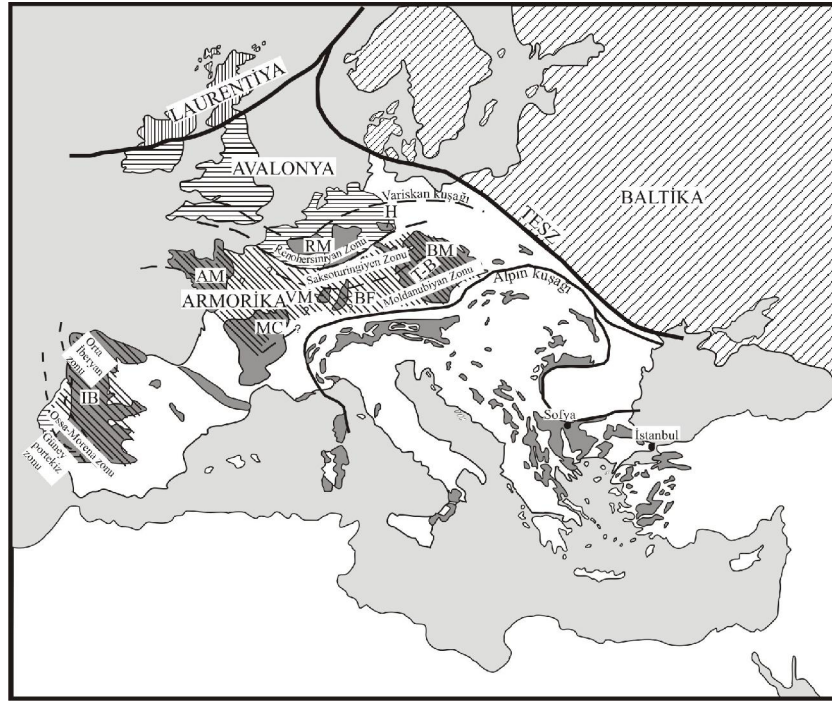 LAURENTİYA
AVALONYA
BALTİKA
TESZ
Variskan kuşağı
H
RM
Renohersiniyan Zonu
BM
Saksoturingiyen Zonu
T-B
AM
ARMORİKA
VM
BF
Moldanubiyan Zonu
Alpin kuşağı
MC
?
Orta
İberyan
zonu
IB
Ossa-Morena zonu
Güney
portekiz
zonu
Sofya
İstanbul